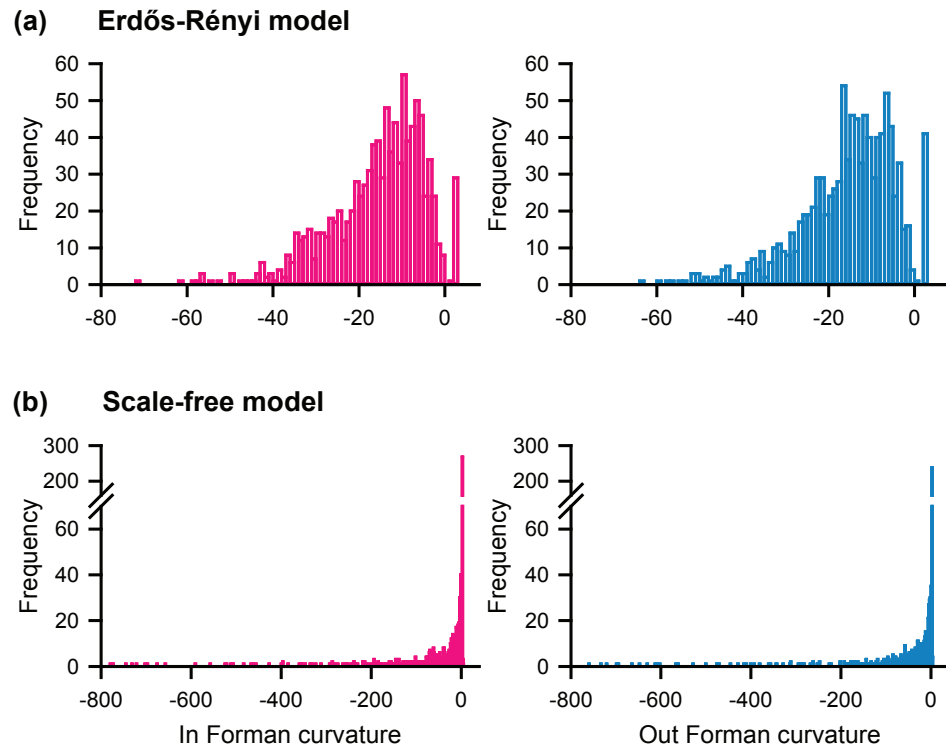 (a) Erdős-Rényi model
Frequency
60
50
40
30
20
10
0
-80 -60 -40 -20 0
Frequency
60
50
40
30
20
10
0
-80 -60 -40 -20 0
(b) Scale-free model
Frequency
300
200
60
40
20
0
-800 -600 -400 -200 0
In Forman curvature
Frequency
300
200
60
40
20
0
-800 -600 -400 -200 0
Out Forman curvature